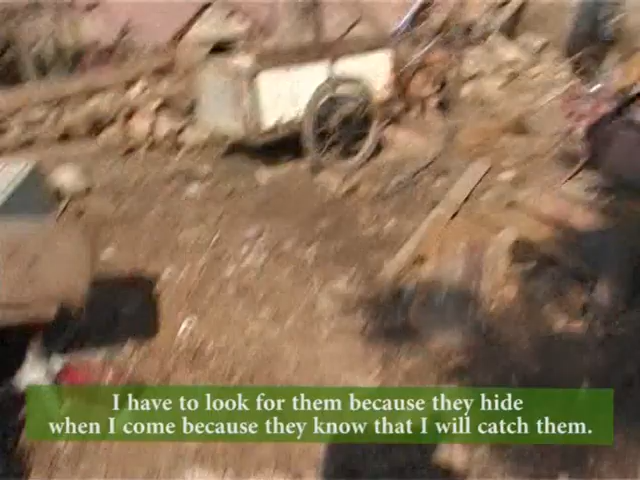 I have to look for them because they hide
when I come because they know that I will catch them.